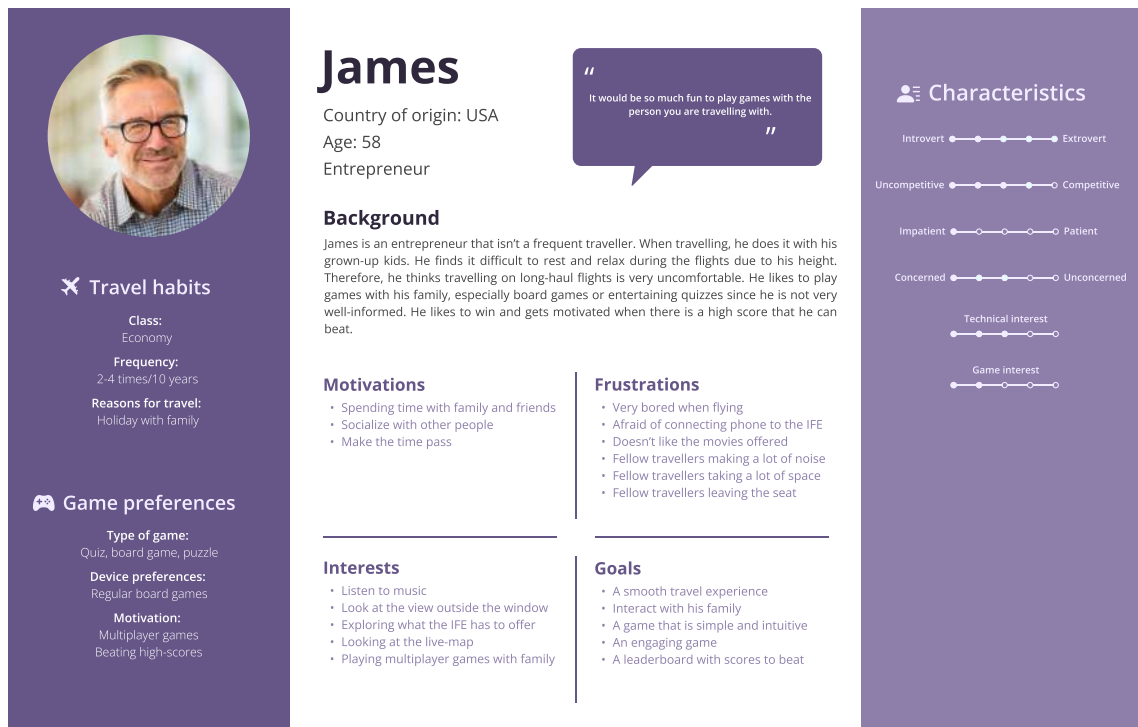 James
Country of origin: USA
Age: 58
Entrepreneur
“
It would be so much fun to play games with the
person you are travelling with.
”
Background
James is an entrepreneur that isn’t a frequent traveller. When travelling, he does it with his
grown-up kids. He finds it difficult to rest and relax during the flights due to his height.
Therefore, he thinks travelling on long-haul flights is very uncomfortable. He likes to play
games with his family, especially board games or entertaining quizzes since he is not very
well-informed. He likes to win and gets motivated when there is a high score that he can
beat.
Travel habits
Class:
Economy
Frequency:
2-4 times/10 years
Reasons for travel:
Holiday with family
Game preferences
Type of game:
Quiz, board game, puzzle
Device preferences:
Regular board games
Motivation:
Multiplayer games
Beating high-scores
Motivations
• Spending time with family and friends
• Socialize with other people
• Make the time pass
Frustrations
• Very bored when flying
• Afraid of connecting phone to the IFE
• Doesn’t like the movies offered
• Fellow travellers making a lot of noise
• Fellow travellers taking a lot of space
• Fellow travellers leaving the seat
Interests
• Listen to music
• Look at the view outside the window
• Exploring what the IFE has to offer
• Looking at the live-map
• Playing multiplayer games with family
Goals
• A smooth travel experience
• Interact with his family
• A game that is simple and intuitive
• An engaging game
• A leaderboard with scores to beat
Characteristics
Introvert Extrovert
Uncompetitive Competitive
Impatient Patient
Concerned Unconcerned
Technical interest
Game interest